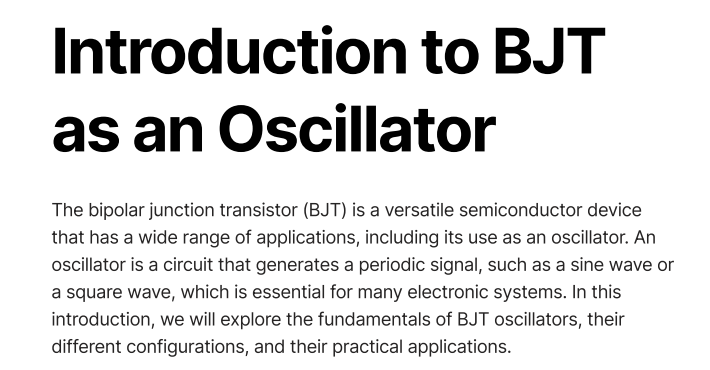 Introduction to BJT
as an Oscillator
The bipolar junction transistor (BJT) is a versatile semiconductor device
that has a wide range of applications, including its use as an oscillator. An
oscillator is a circuit that generates a periodic signal, such as a sine wave or
a square wave, which is essential for many electronic systems. In this
introduction, we will explore the fundamentals of BJT oscillators, their
different configurations, and their practical applications.